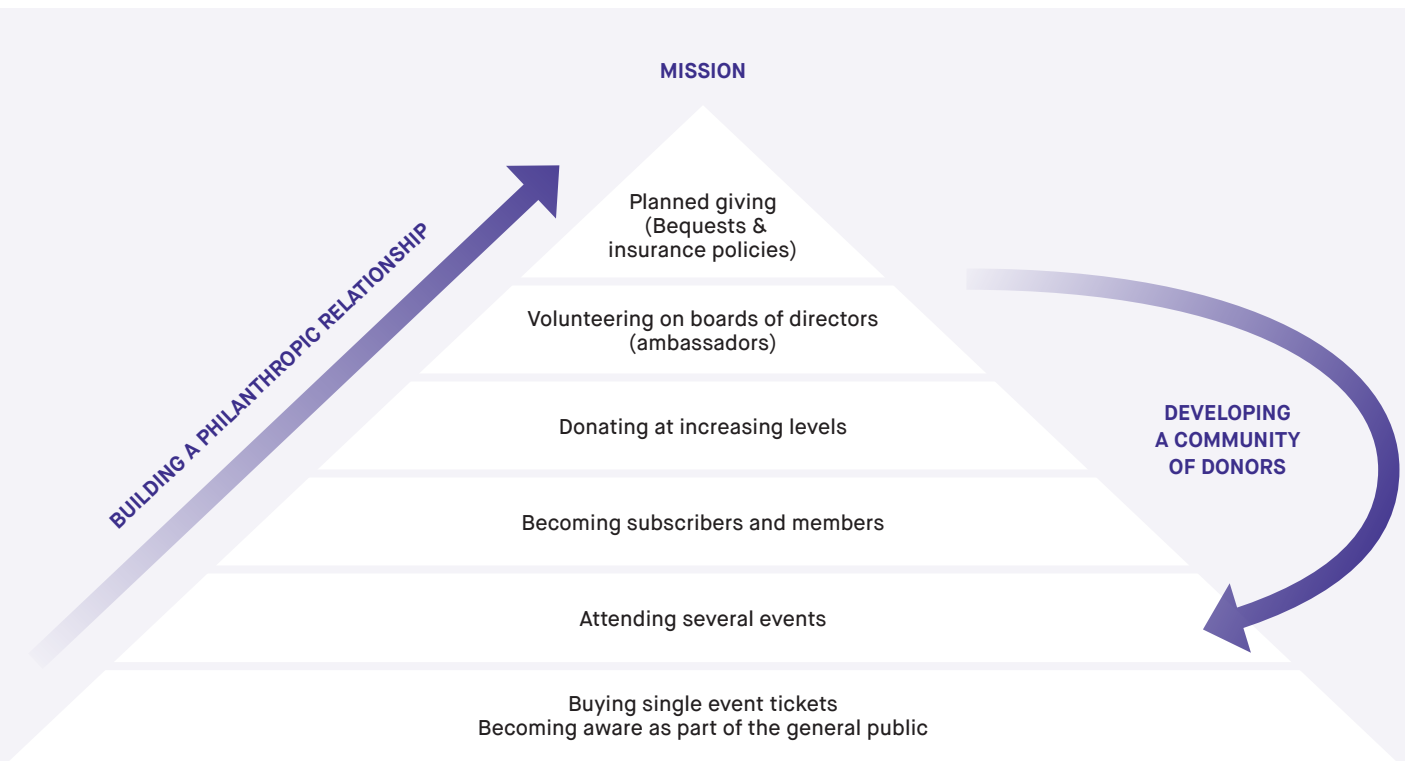 MISSION
BUILDING A PHILANTHROPIC RELATIONSHIP
Planned giving
(Bequests &
insurance policies)
Volunteering on boards of directors
(ambassadors)
Donating at increasing levels
Becoming subscribers and members
Attending several events
Buying single event tickets
Becoming aware as part of the general public
DEVELOPING
A COMMUNITY
OF DONORS